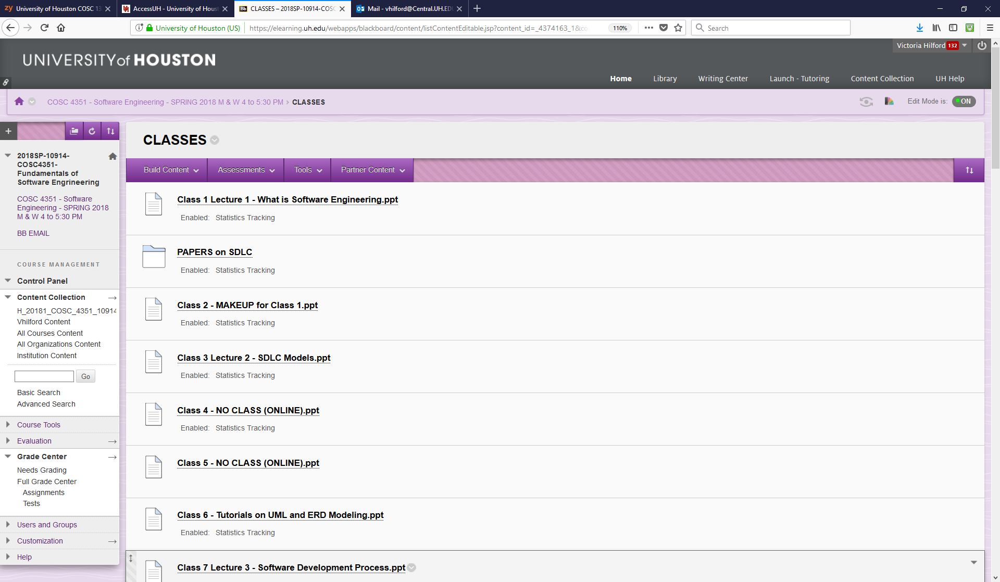 University of Houston COSC 13
AccessUH - University of Houst
Bb CLASSES – 2018SP-10914-COSC
Mail - vhilford@Central.UH.ED
University of Houston (US)
https://elearning.uh.edu/webapps/blackboard/content/listContentEditable.jsp?content_id=_4374163_1&co
110%
Search
UNIVERSITY of HOUSTON
Victoria Hilford 132
Home
Library
Writing Center
Launch - Tutoring
Content Collection
UH Help
COSC 4351 - Software Engineering - SPRING 2018 M & W 4 to 5:30 PM > CLASSES
Edit Mode is: ON
2018SP-10914-
COSC4351-
Fundamentals of
Software Engrineering
COSC 4351 - Software
Engineering - SPRING 2018
M & W 4 to 5:30 PM
BB EMAIL
COURSE MANAGEMENT
Control Panel
Content Collection
H_20181_COSC_4351_10914
Vhilford Content
All Courses Content
All Organizations Content
Institution Content
Go
Basic Search
Advanced Search
Course Tools
Evaluation
Grade Center
Needs Grading
Full Grade Center
Assignments
Tests
Users and Groups
Customization
Help
CLASSES
Build Content
Assessments
Tools
Partner Content
Class 1 Lecture 1 - What is Software Engineering.ppt
Enabled: Statistics Tracking
PAPERS on SDLC
Enabled: Statistics Tracking
Class 2 - MAKEUP for Class 1.ppt
Enabled: Statistics Tracking
Class 3 Lecture 2 - SDLC Models.ppt
Enabled: Statistics Tracking
Class 4 - NO CLASS (ONLINE).ppt
Enabled: Statistics Tracking
Class 5 - NO CLASS (ONLINE).ppt
Class 6 - Tutorials on UML and ERD Modeling.ppt
Enabled: Statistics Tracking
Class 7 Lecture 3 - Software Development Process.ppt